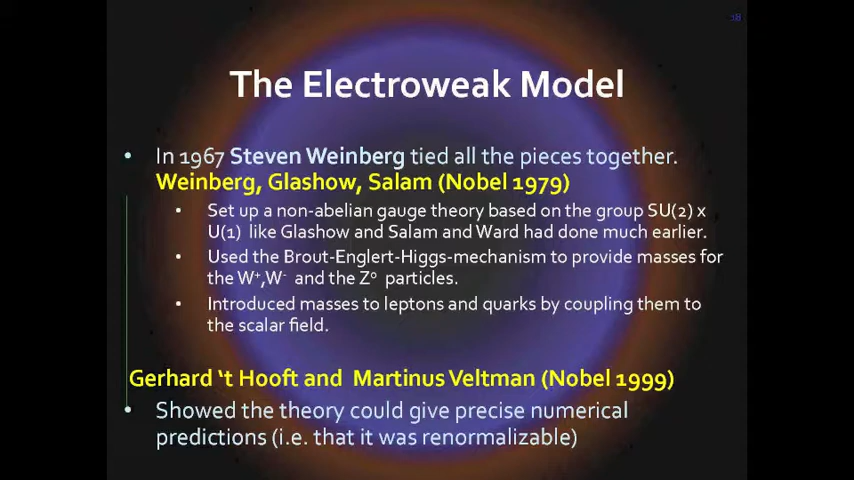 18
The Electroweak Model
• In 1967 Steven Weinberg tied all the pieces together.
Weinberg, Glashow, Salam (Nobel 1979)
• Set up a non-abelian gauge theory based on the group SU(2) x
U(1) like Glashow and Salam and Ward had done much earlier.
• Used the Brout-Englert-Higgs-mechanism to provide masses for
the W⁺,W⁻ and the Z⁰ particles.
• Introduced masses to leptons and quarks by coupling them to
the scalar field.
Gerhard ‘t Hooft and Martinus Veltman (Nobel 1999)
• Showed the theory could give precise numerical
predictions (i.e. that it was renormalizable)